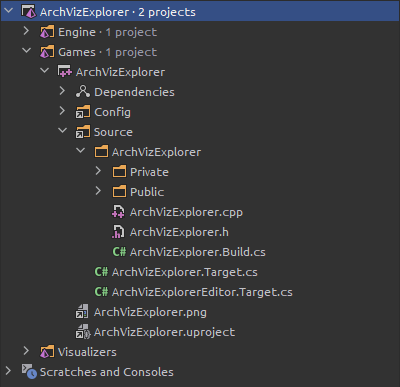 ArchVizExplorer · 2 projects
Engine · 1 project
Games · 1 project
ArchVizExplorer
Dependencies
Config
Source
ArchVizExplorer
Private
Public
ArchVizExplorer.cpp
ArchVizExplorer.h
C# ArchVizExplorer.Build.cs
C# ArchVizExplorer.Target.cs
C# ArchVizExplorerEditor.Target.cs
ArchVizExplorer.png
ArchVizExplorer.uproject
Visualizers
Scratches and Consoles